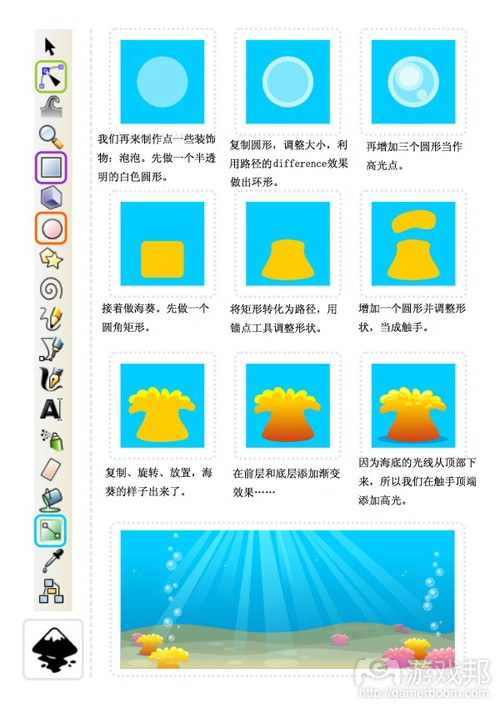 我们再来制作点一些装饰
物：泡泡。先做一个半透
明的白色圆形。
复制圆形，调整大小，利
用路径的difference效果
做出环形。
再增加三个圆形当作
高光点。
接着做海葵。先做一个
圆角矩形。
将矩形转化为路径，用
锚点工具调整形状。
增加一个圆形并调整形
状，当成触手。
复制、旋转、放置，海
葵的样子出来了。
在前层和底层添加渐变
效果……
因为海底的光线从顶部下
来，所以我们在触手顶端
添加高光。
A
游戏邦
http://gamerboom.com